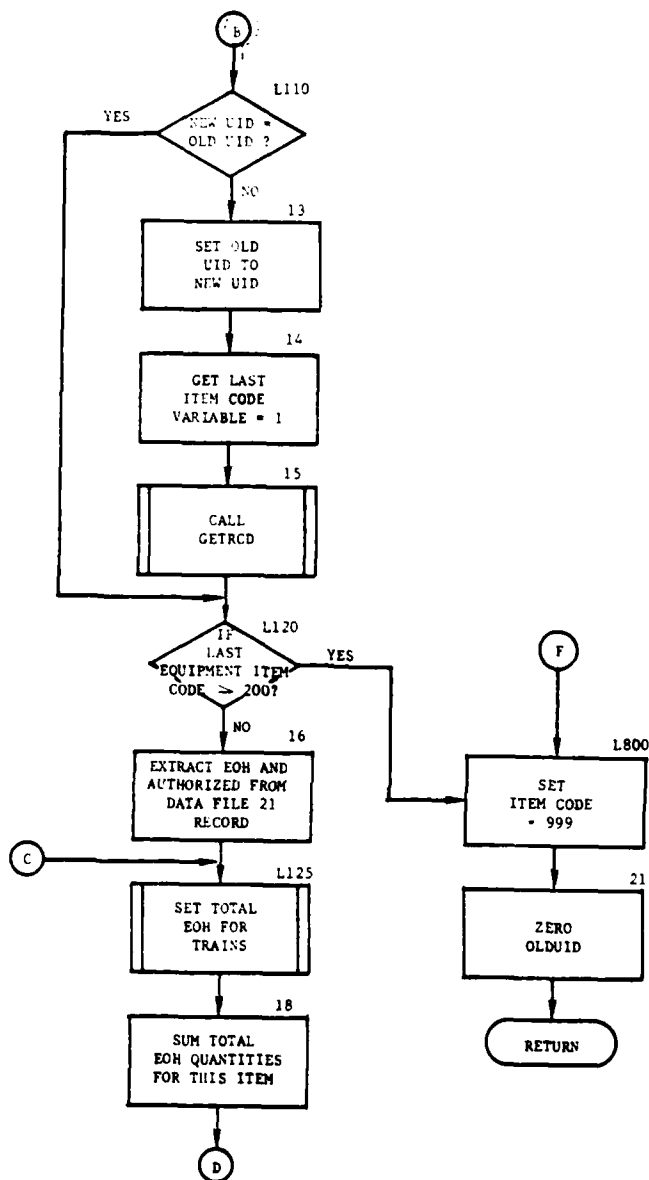 B
L110
YES
NEW UID =
OLD UID ?
NO
13
SET OLD
UID TO
NEW UID
14
GET LAST
ITEM CODE
VARIABLE = 1
15
CALL
GETRCD
L120
IF
LAST
EQUIPMENT ITEM
CODE ≥ 200?
YES
F
NO
16
EXTRACT EOH AND
AUTHORIZED FROM
DATA FILE 21
RECORD
L800
SET
ITEM CODE
= 999
C
L125
SET TOTAL
EOH FOR
TRAINS
21
ZERO
OLDUID
18
SUM TOTAL
EOH QUANTITIES
FOR THIS ITEM
RETURN
D